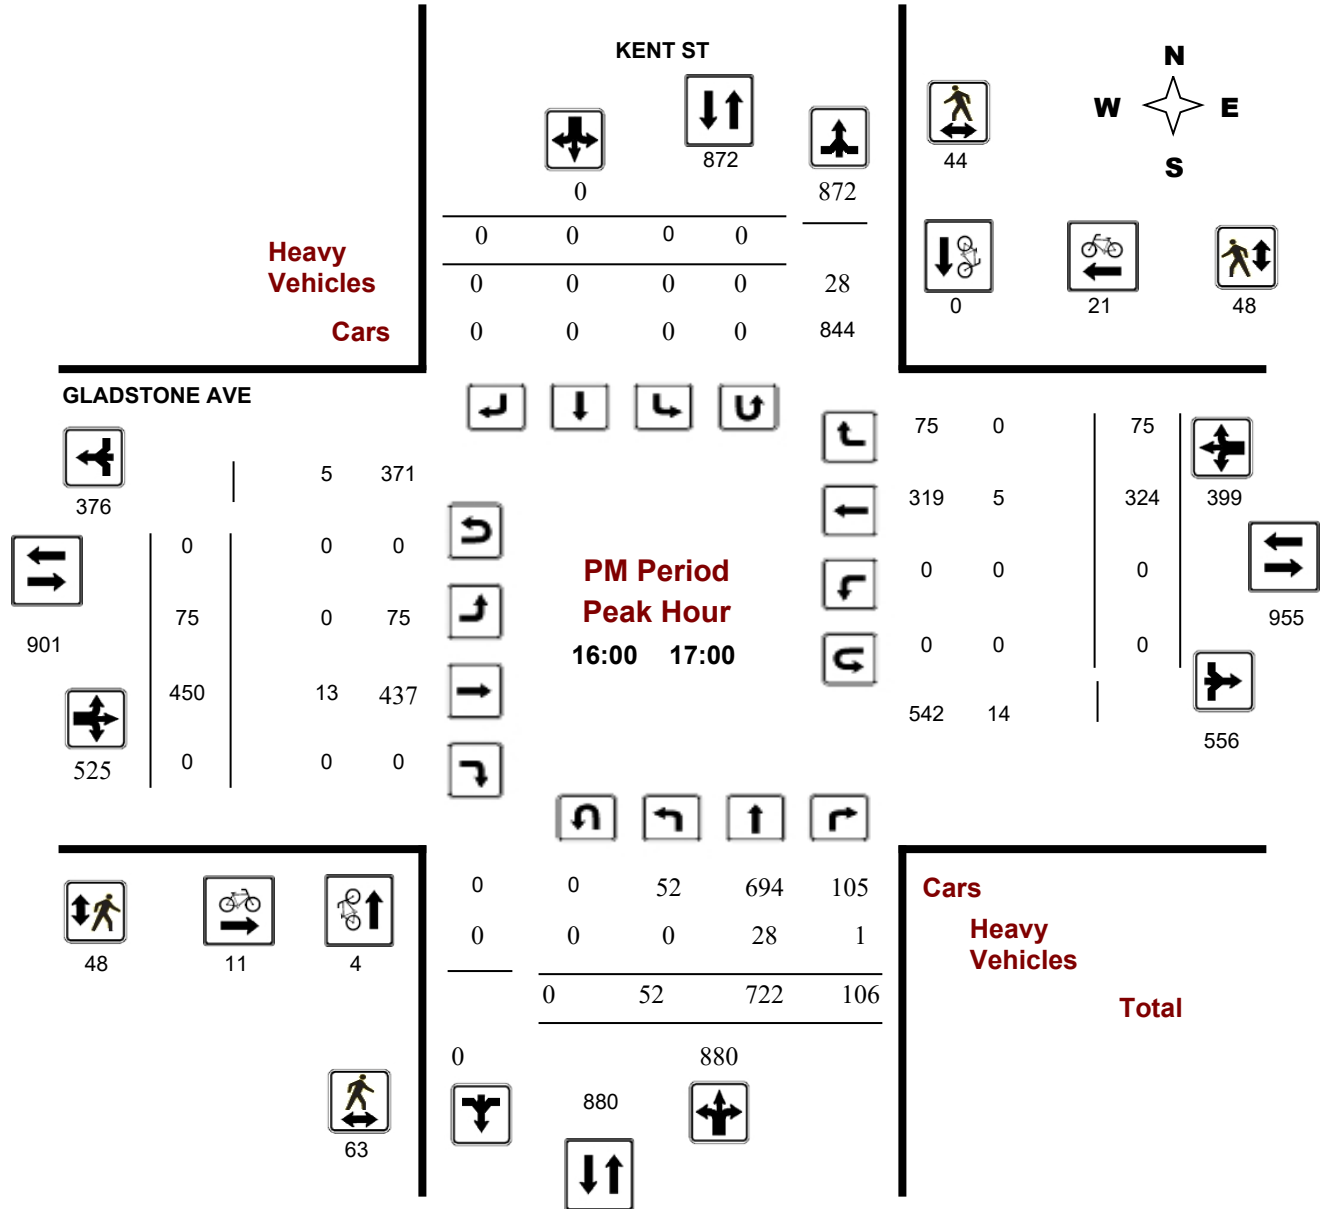 KENT ST
N
W E
S
872
44
0 872
0 0 0 0
Heavy
Vehicles
0 0 0 0 28
Cars
0 0 0 0 844
0 21 48
GLADSTONE AVE
376
5 371
0 0 0
901
75 0 75
450 13 437
525
0 0 0
PM Period
Peak Hour
16:00 17:00
75 0 75
319 5 324 399
0 0 0
955
0 0 0
542 14
556
48 11 4
63
0 0 52 694 105
0 0 0 28 1
0 52 722 106
Cars
Heavy
Vehicles
Total
0 880
880